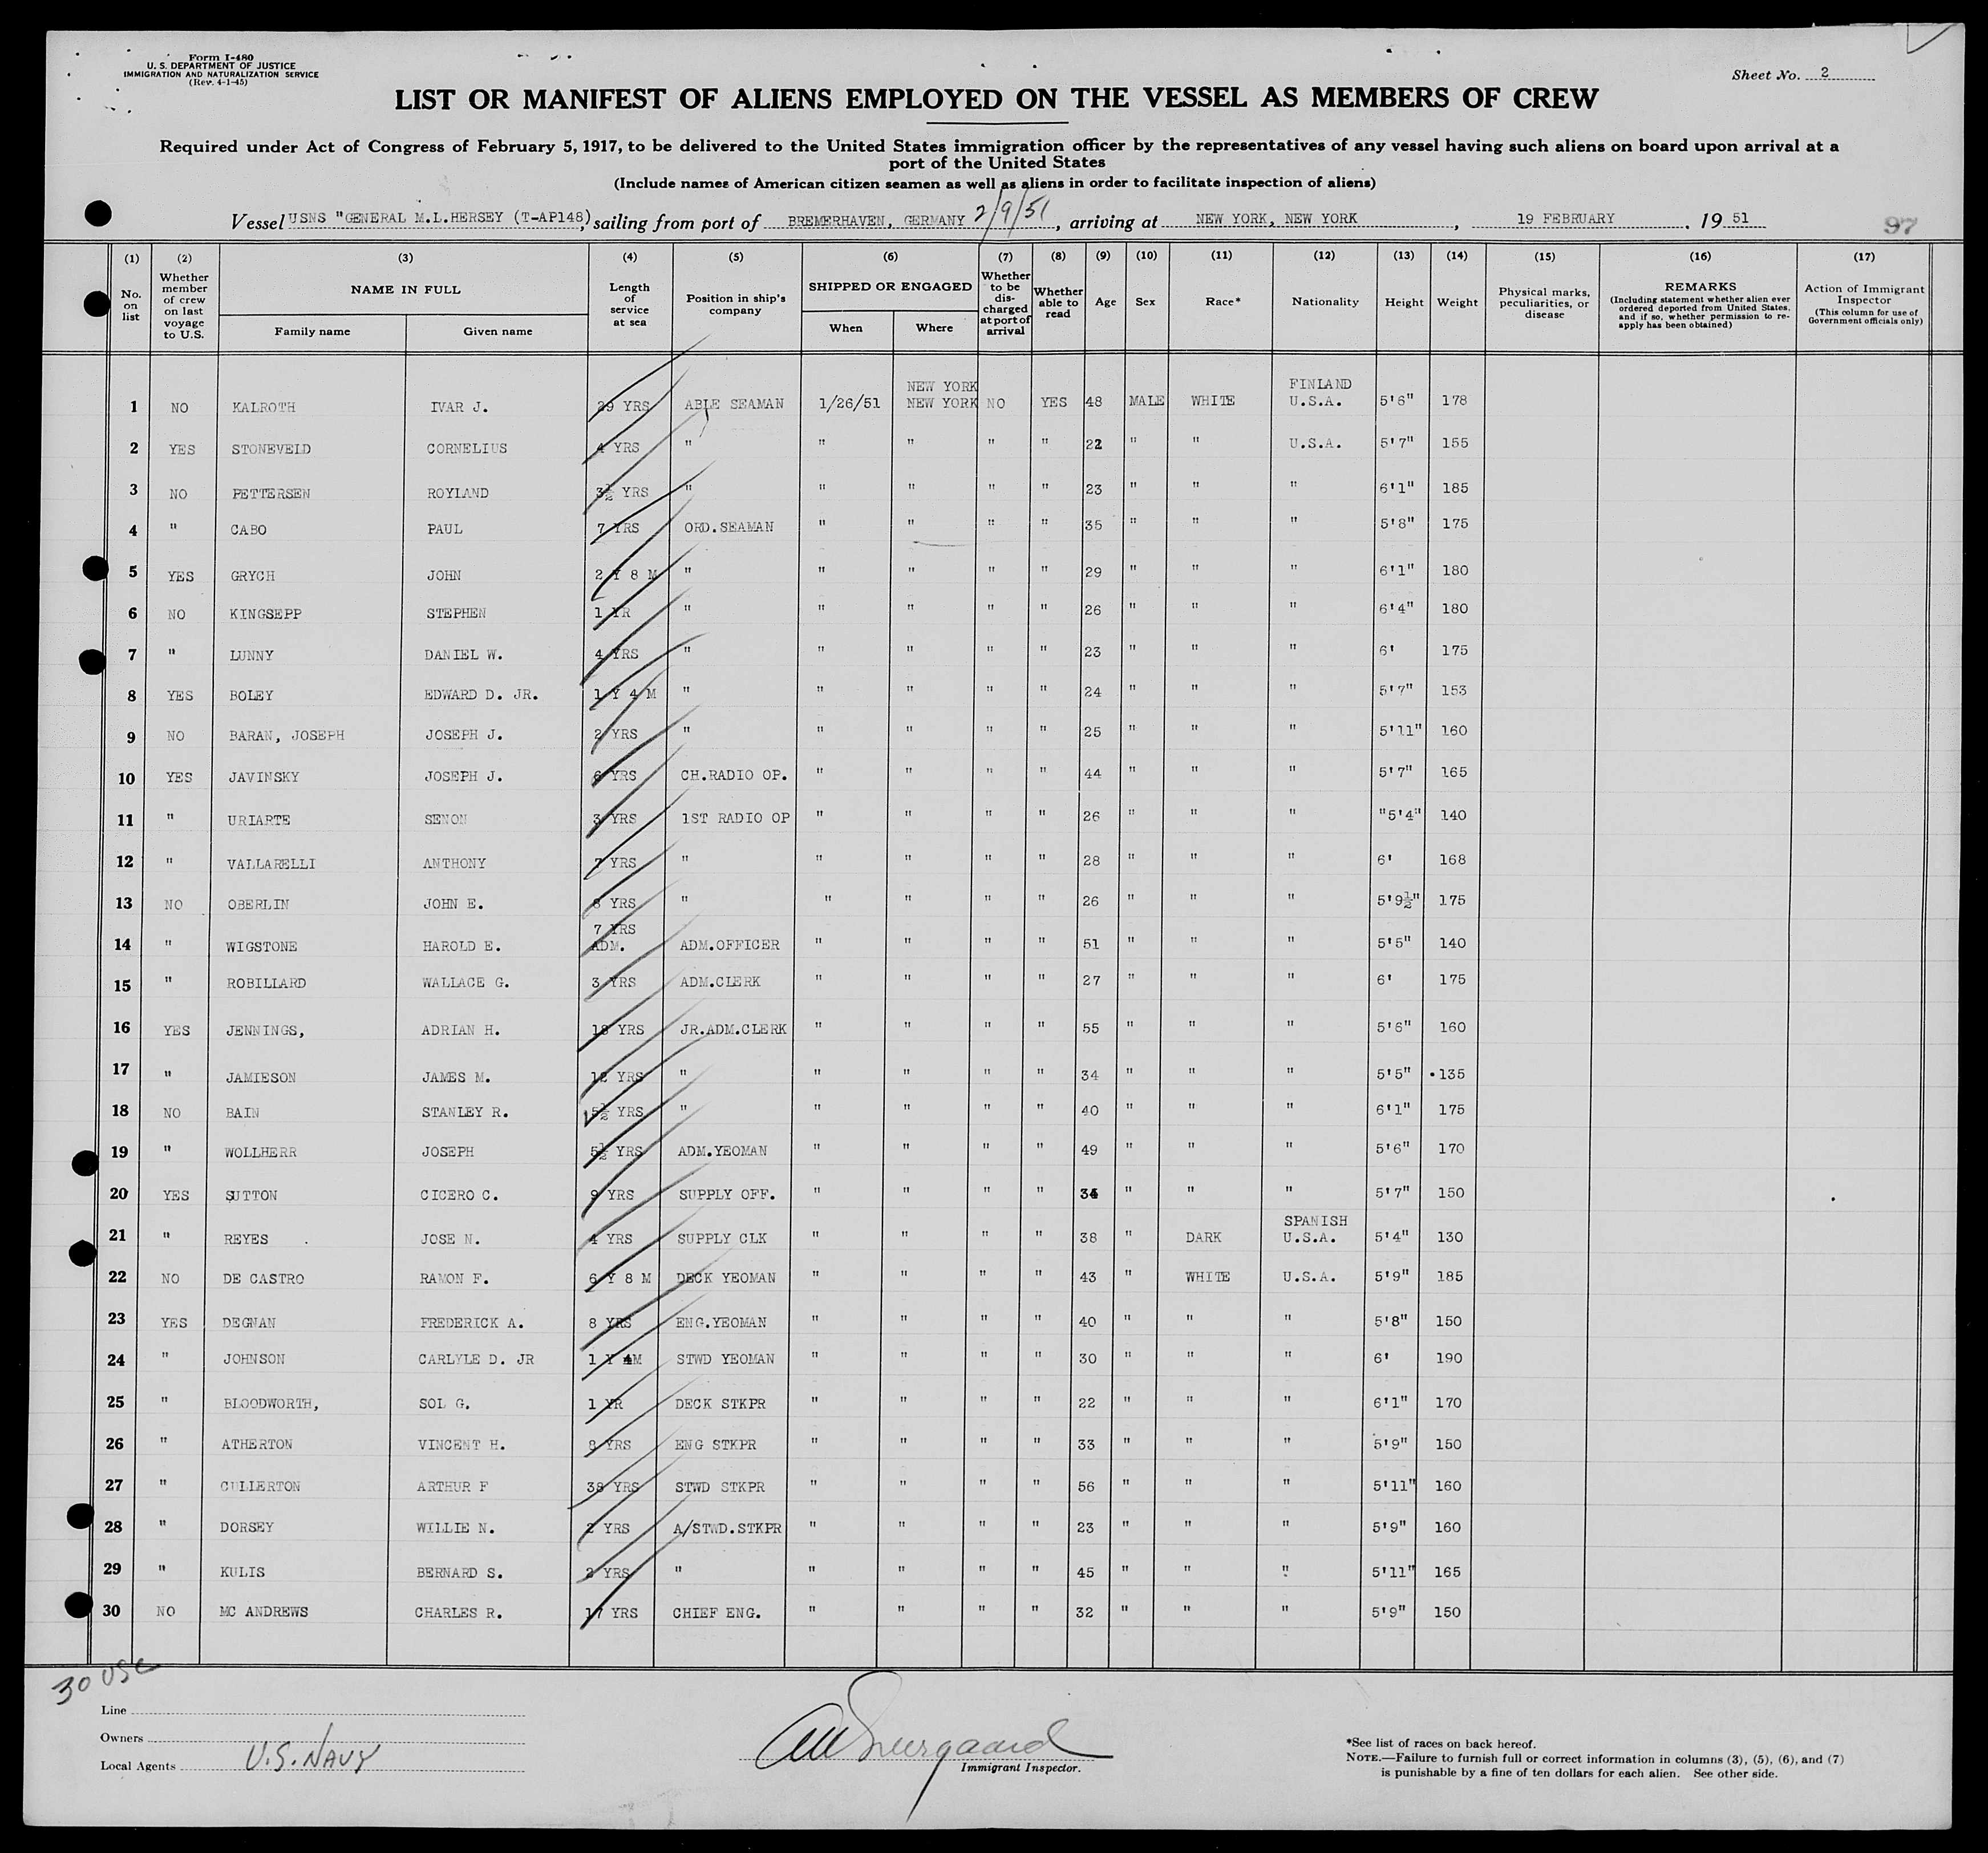 Form I-480
U. S. DEPARTMENT OF JUSTICE
IMMIGRATION AND NATURALIZATION SERVICE
(Rev. 4-1-45)
Sheet No. 2
LIST OR MANIFEST OF ALIENS EMPLOYED ON THE VESSEL AS MEMBERS OF CREW
Required under Act of Congress of February 5, 1917, to be delivered to the United States immigration officer by the representatives of any vessel having such aliens on board upon arrival at a
port of the United States
(Include names of American citizen seamen as well as aliens in order to facilitate inspection of aliens)
Vessel USNS "GENERAL M.L.HERSEY (T-AP148), sailing from port of BREMERHAVEN, GERMANY 2/9/51, arriving at NEW YORK, NEW YORK, 19 FEBRUARY, 19 51
97
(1) No. on list
(2) Whether member of crew on last voyage to U.S.
(3) NAME IN FULL Family name Given name
(4) Length of service at sea
(5) Position in ship's company
(6) SHIPPED OR ENGAGED When Where
(7) Whether to be discharged at port of arrival
(8) Whether able to read
(9) Age
(10) Sex
(11) Race*
(12) Nationality
(13) Height
(14) Weight
(15) Physical marks, peculiarities, or disease
(16) REMARKS (Including statement whether alien ever ordered deported from United States, and if so, whether permission to re-apply has been obtained)
(17) Action of Immigrant Inspector (This column for use of Government officials only)
1 NO KALROTH IVAR J. 29 YRS ABLE SEAMAN 1/26/51 NEW YORK NEW YORK NO YES 48 MALE WHITE FINLAND U.S.A. 5'6" 178
2 YES STONEVELD CORNELIUS 4 YRS " " " " " 22 " " U.S.A. 5'7" 155
3 NO PETTERSEN ROYLAND 3½ YRS " " " " " 23 " " " 6'1" 185
4 " CABO PAUL 7 YRS ORD.SEAMAN " " " " 35 " " " 5'8" 175
5 YES GRYCH JOHN 2 Y 8 M " " " " " 29 " " " 6'1" 180
6 NO KINGSEPP STEPHEN 1 YR " " " " " 26 " " " 6'4" 180
7 " LUNNY DANIEL W. 4 YRS " " " " " 23 " " " 6' 175
8 YES BOLEY EDWARD D. JR. 1 Y 4 M " " " " " 24 " " " 5'7" 153
9 NO BARAN, JOSEPH JOSEPH J. 2 YRS " " " " " 25 " " " 5'11" 160
10 YES JAVINSKY JOSEPH J. 6 YRS CH.RADIO OP. " " " " 44 " " " 5'7" 165
11 " URIARTE SENON 3 YRS 1ST RADIO OP " " " " 26 " " " "5'4" 140
12 " VALLARELLI ANTHONY 7 YRS " " " " " 28 " " " 6' 168
13 NO OBERLIN JOHN E. 8 YRS " " " " " 26 " " " 5'9½" 175
14 " WIGSTONE HAROLD E. 7 YRS ADM. ADM.OFFICER " " " " 51 " " " 5'5" 140
15 " ROBILLARD WALLACE G. 3 YRS ADM.CLERK " " " " 27 " " " 6' 175
16 YES JENNINGS, ADRIAN H. 18 YRS JR.ADM.CLERK " " " " 55 " " " 5'6" 160
17 " JAMIESON JAMES M. 12 YRS " " " " " 34 " " " 5'5" 135
18 NO BAIN STANLEY R. 5½ YRS " " " " " 40 " " " 6'1" 175
19 " WOLLHERR JOSEPH 5½ YRS ADM.YEOMAN " " " " 49 " " " 5'6" 170
20 YES SUTTON CICERO C. 9 YRS SUPPLY OFF. " " " " 34 " " " 5'7" 150
21 " REYES JOSE N. 4 YRS SUPPLY CLK " " " " 38 " DARK SPANISH U.S.A. 5'4" 130
22 NO DE CASTRO RAMON F. 6 Y 8 M DECK YEOMAN " " " " 43 " WHITE U.S.A. 5'9" 185
23 YES DEGNAN FREDERICK A. 8 YRS ENG.YEOMAN " " " " 40 " " " 5'8" 150
24 " JOHNSON CARLYLE D. JR 1 Y 4M STWD YEOMAN " " " " 30 " " " 6' 190
25 " BLOODWORTH, SOL G. 1 YR DECK STKPR " " " " 22 " " " 6'1" 170
26 " ATHERTON VINCENT H. YRS ENG STKPR " " " " 33 " " " 5'9" 150
27 " CULLERTON ARTHUR F 38 YRS STWD STKPR " " " " 56 " " " 5'11" 160
28 " DORSEY WILLIE N. 2 YRS A/STWD.STKPR " " " " 23 " " " 5'9" 160
29 " KULIS BERNARD S. YRS " " " " " 45 " " " 5'11" 165
30 NO MC ANDREWS CHARLES R. 17 YRS CHIEF ENG. " " " " 32 " " " 5'9" 150
30 USC
Line
Owners
Local Agents U.S. NAVY
Immigrant Inspector.
*See list of races on back hereof.
NOTE.—Failure to furnish full or correct information in columns (3), (5), (6), and (7)
is punishable by a fine of ten dollars for each alien. See other side.